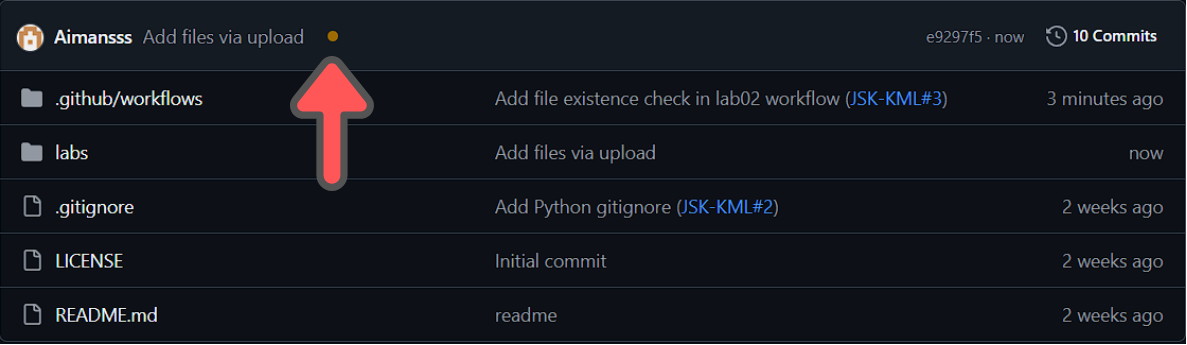 Aimansss Add files via upload e9297f5 · now 10 Commits
.github/workflows Add file existence check in lab02 workflow (JSK-KML#3) 3 minutes ago
labs Add files via upload now
.gitignore Add Python gitignore (JSK-KML#2) 2 weeks ago
LICENSE Initial commit 2 weeks ago
README.md readme 2 weeks ago